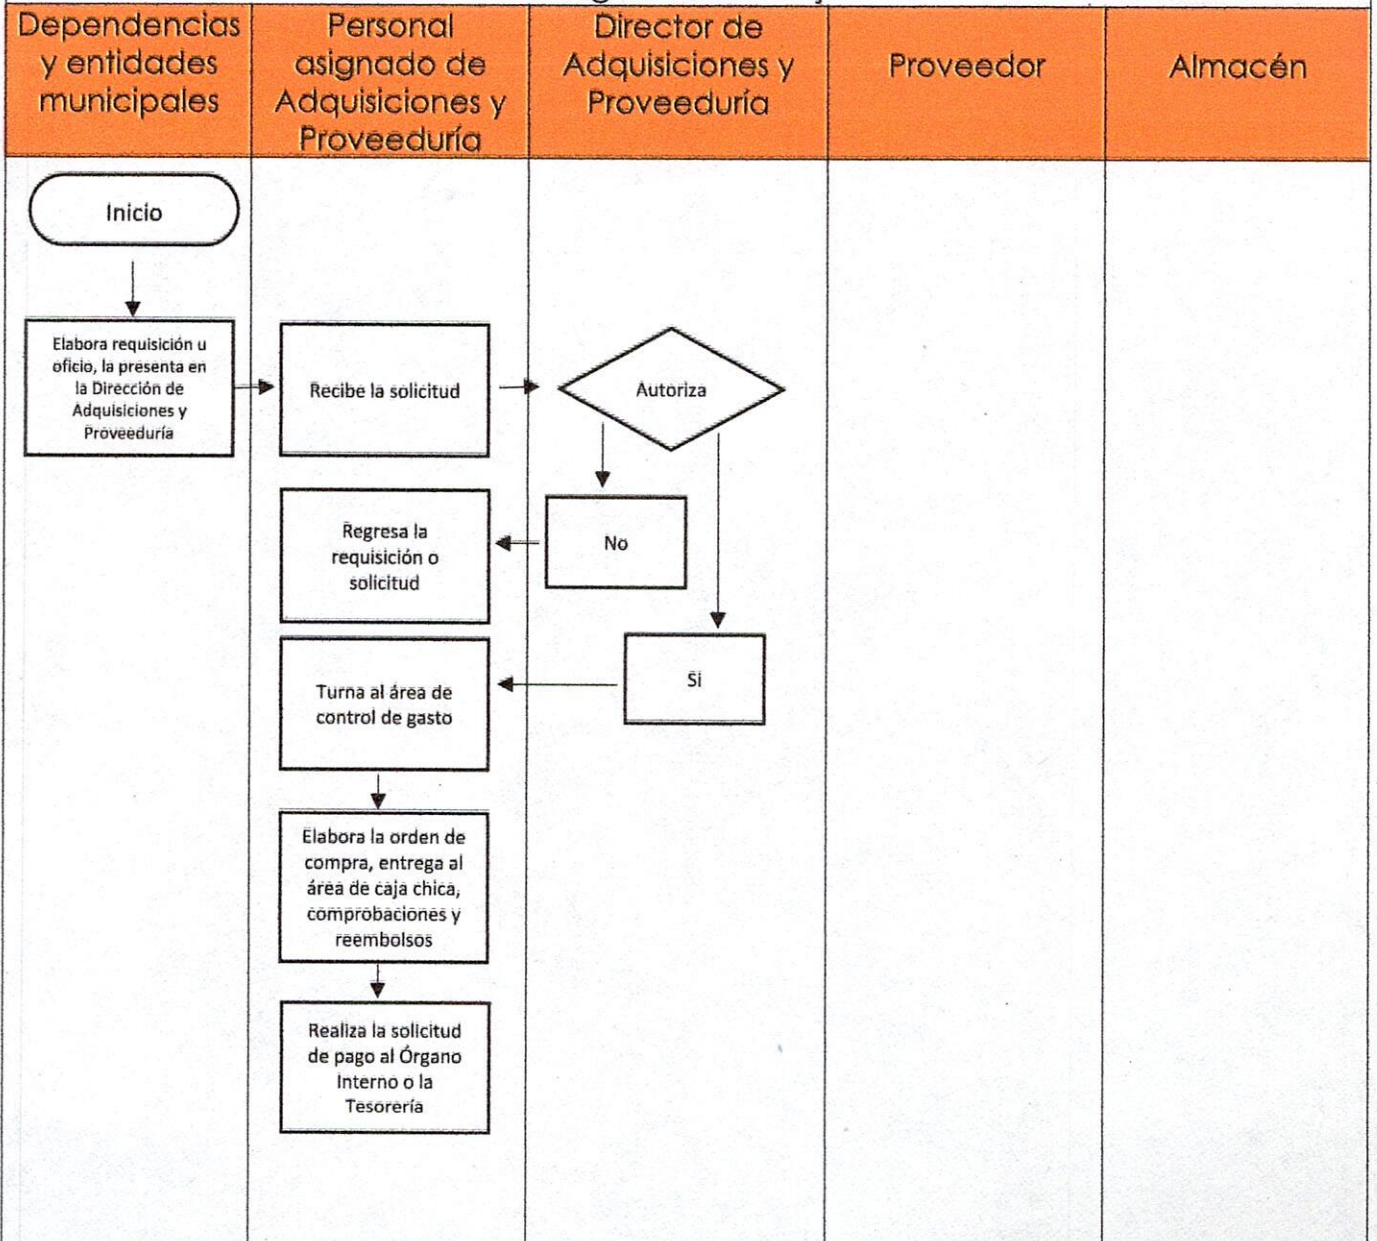 Dependencias
y entidades
municipales
Personal
asignado de
Adquisiciones y
Proveeduría
Director de
Adquisiciones y
Proveeduría
Proveedor
Almacén
Inicio
Elabora requisición u
oficio, la presenta en
la Dirección de
Adquisiciones y
Proveeduría
Recibe la solicitud
Autoriza
Regresa la
requisición o
solicitud
No
Turna al área de
control de gasto
Si
Elabora la orden de
compra, entrega al
área de caja chica,
comprobaciones y
reembolsos
Realiza la solicitud
de pago al Órgano
Interno o la
Tesorería